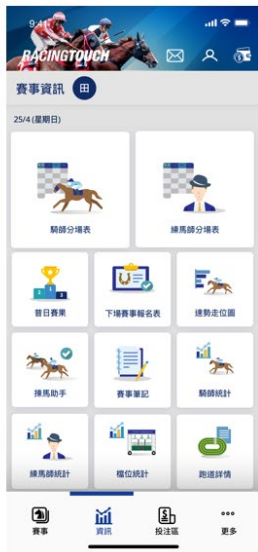 9:41
RACINGTOUCH
賽事資訊
25/4 (星期日)
騎師分場表
練馬師分場表
1 2 3
昔日賽果
下場賽事報名表
速勢走位圖
揀馬助手
賽事筆記
騎師統計
練馬師統計
檔位統計
跑道詳情
賽事
資訊
投注區
更多